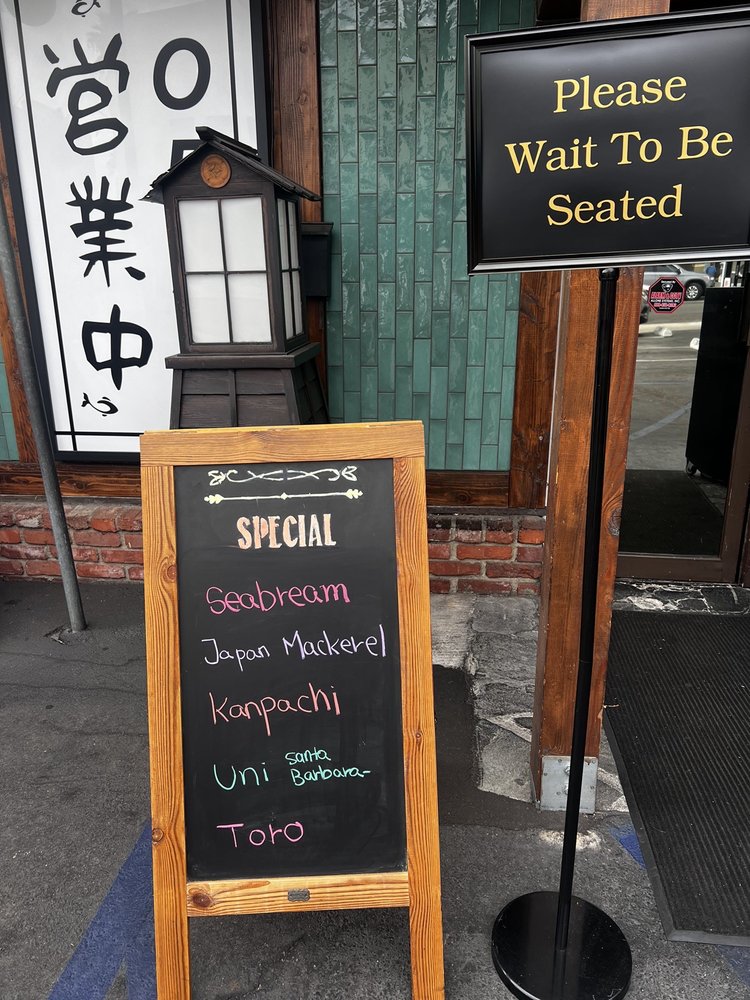 営業中
O
Please
Wait To Be
Seated
SPECIAL
Seabream
Japan Mackerel
Kanpachi
Uni Santa
Barbara
Toro